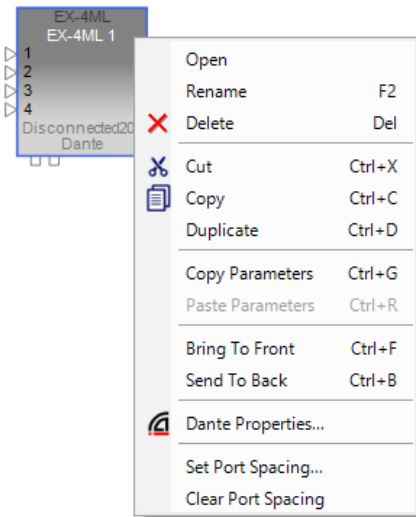 EX-4ML
EX-4ML 1
1
2
3
4
Disconnected20
Dante
Open
Rename F2
Delete Del
Cut Ctrl+X
Copy Ctrl+C
Duplicate Ctrl+D
Copy Parameters Ctrl+G
Paste Parameters Ctrl+R
Bring To Front Ctrl+F
Send To Back Ctrl+B
Dante Properties...
Set Port Spacing...
Clear Port Spacing